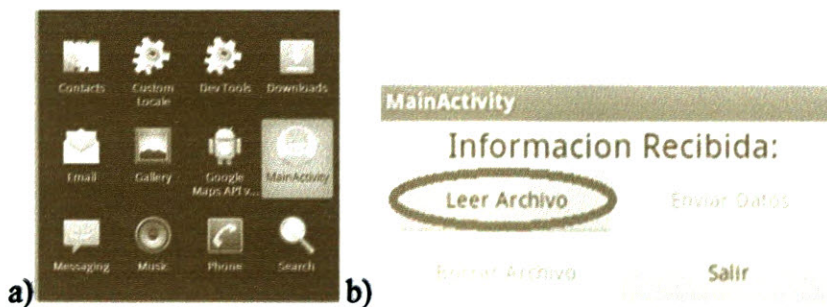 Contacts
Custom Locale
Dev Tools
Downloads
Email
Gallery
Google Maps API v...
MainActivity
Messaging
Music
Phone
Search
a)
MainActivity
Informacion Recibida:
Leer Archivo
Enviar Datos
Borrar Archivo
Salir
b)